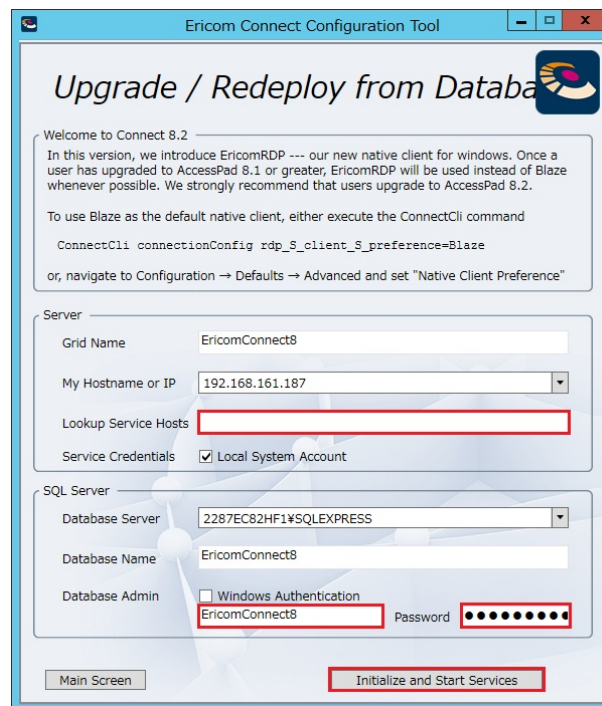 Ericom Connect Configuration Tool
Upgrade / Redeploy from Databa
Welcome to Connect 8.2
In this version, we introduce EricomRDP --- our new native client for windows. Once a
user has upgraded to AccessPad 8.1 or greater, EricomRDP will be used instead of Blaze
whenever possible. We strongly recommend that users upgrade to AccessPad 8.2.
To use Blaze as the default native client, either execute the ConnectCli command
ConnectCli connectionConfig rdp_S_client_S_preference=Blaze
or, navigate to Configuration → Defaults → Advanced and set "Native Client Preference"
Server
Grid Name EricomConnect8
My Hostname or IP 192.168.161.187
Lookup Service Hosts
Service Credentials Local System Account
SQL Server
Database Server 2287EC82HF1¥SQLEXPRESS
Database Name EricomConnect8
Database Admin Windows Authentication
EricomConnect8 Password ●●●●●●●●●
Main Screen Initialize and Start Services